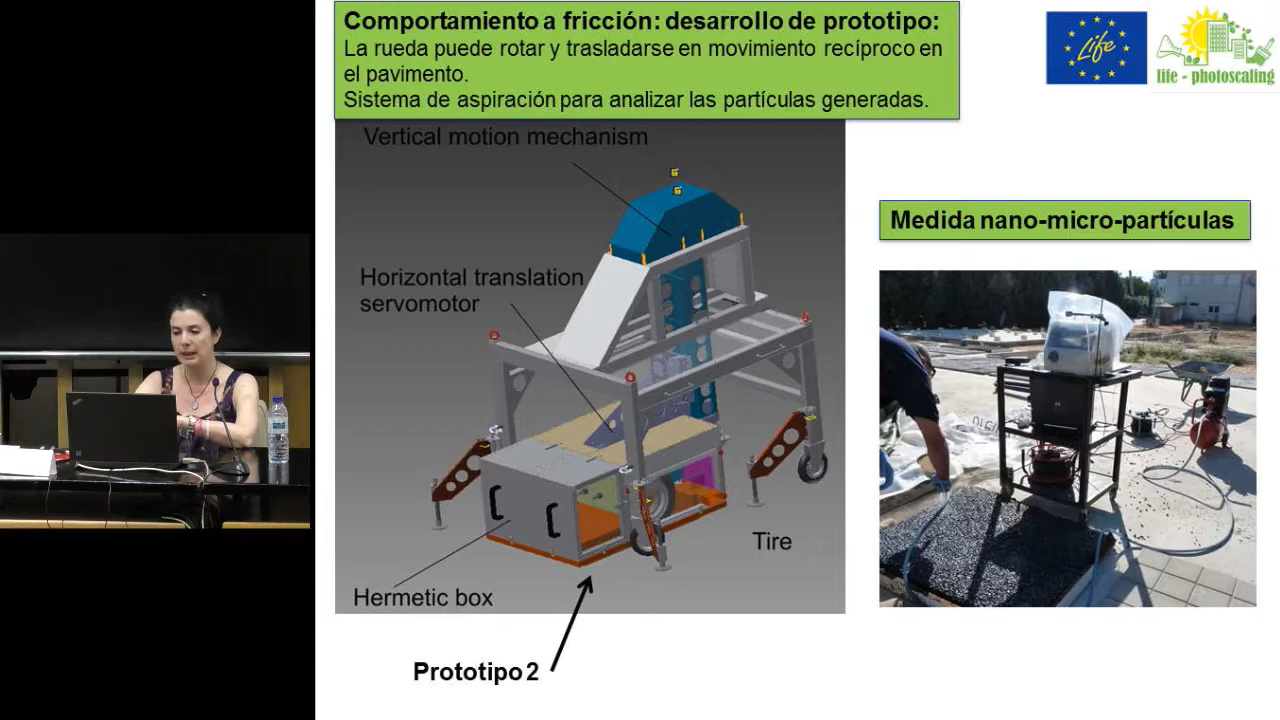 Comportamiento a fricción: desarrollo de prototipo:
La rueda puede rotar y trasladarse en movimiento recíproco en
el pavimento.
Sistema de aspiración para analizar las partículas generadas.
Life
life - photoscaling
Vertical motion mechanism
Medida nano-micro-partículas
Horizontal translation
servomotor
Tire
Hermetic box
Prototipo 2